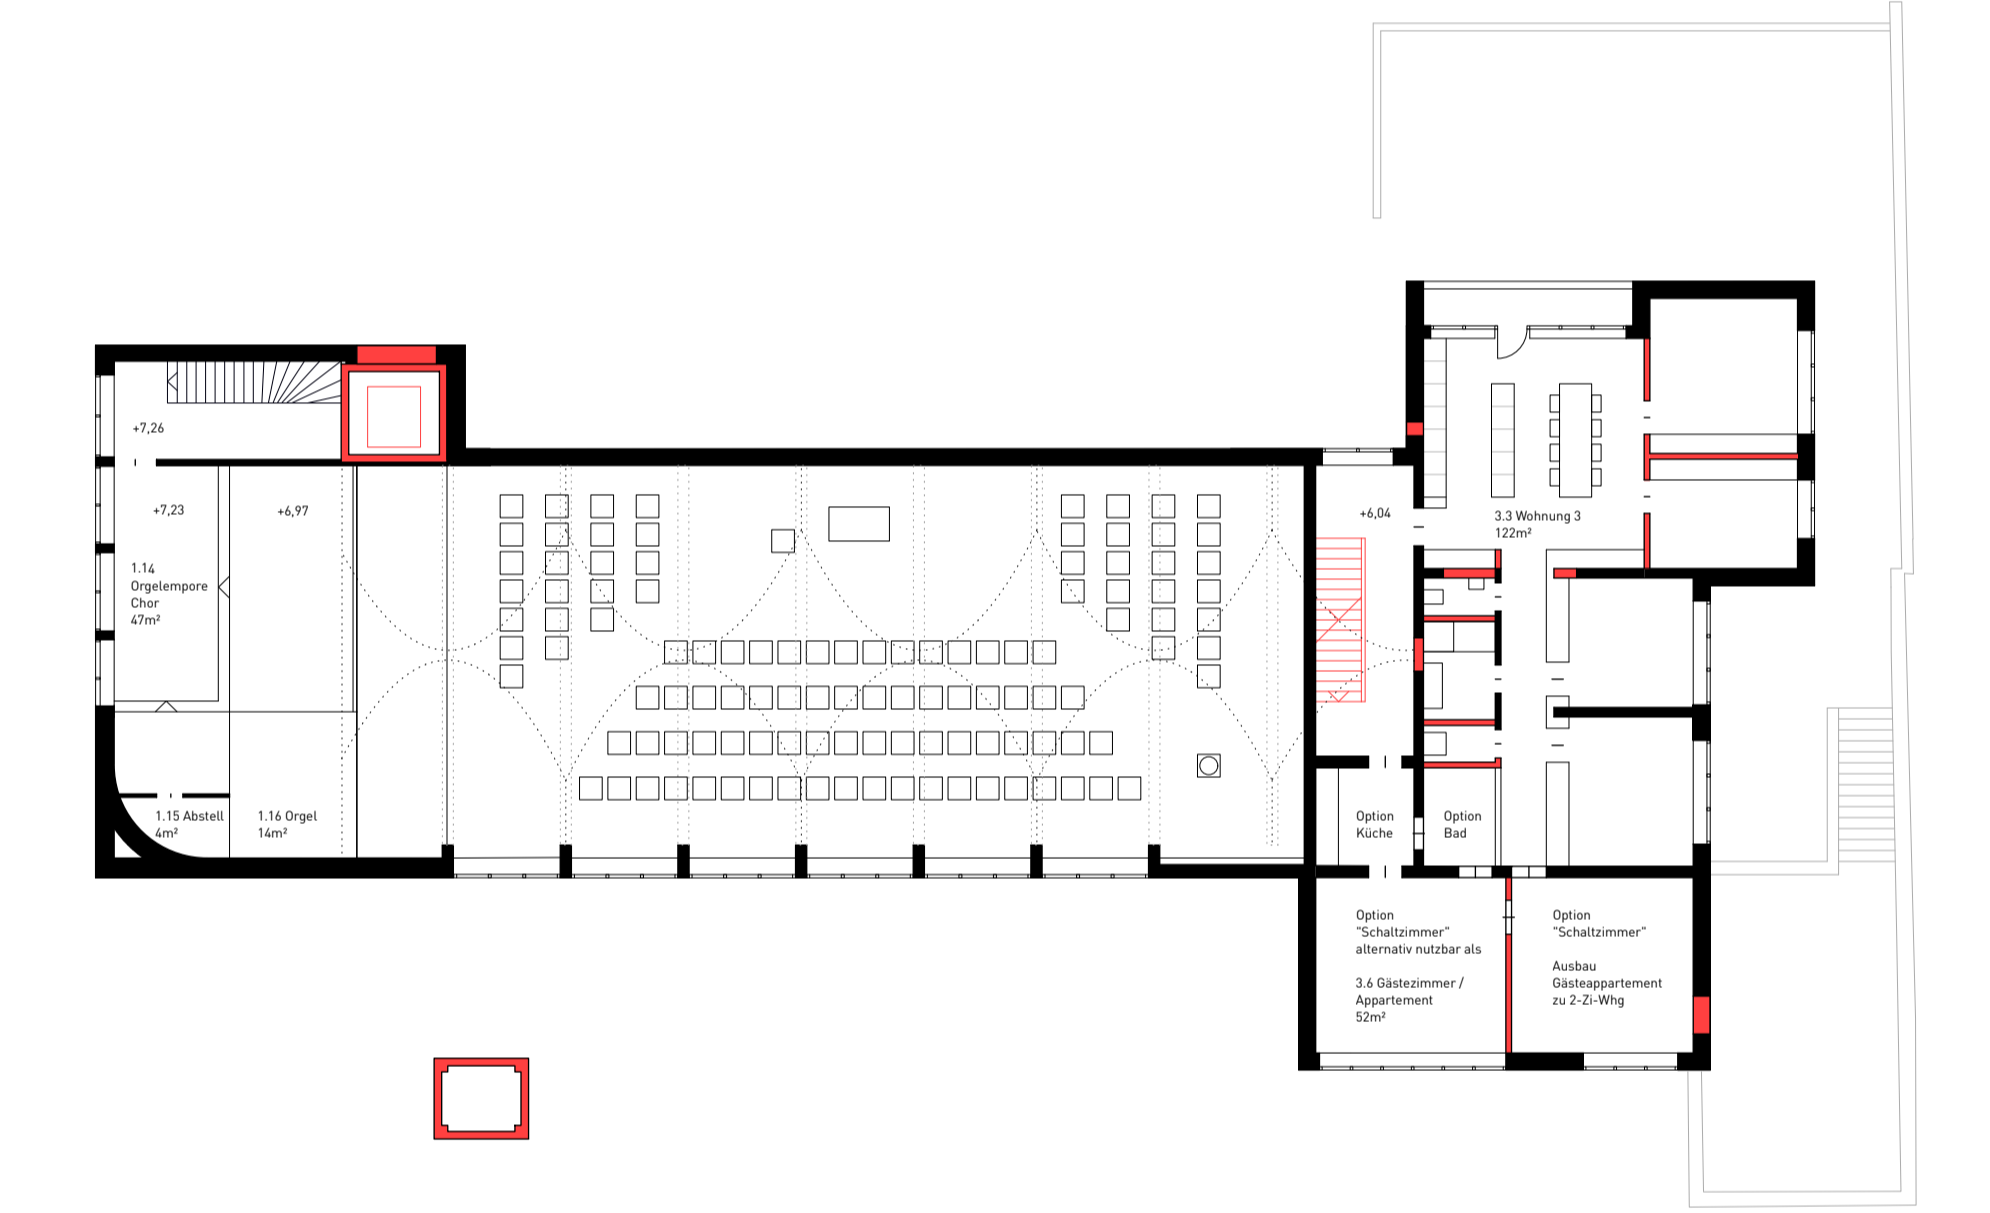 +7,26
+7,23
+6,97
1.14
Orgelempore
Chor
47m²
1.15 Abstell
4m²
1.16 Orgel
14m²
+6,04
3.3 Wohnung 3
122m²
Option
Küche
Option
Bad
Option
"Schaltzimmer"
alternativ nutzbar als
3.6 Gästezimmer /
Appartement
52m²
Option
"Schaltzimmer"
Ausbau
Gästeappartement
zu 2-Zi-Whg